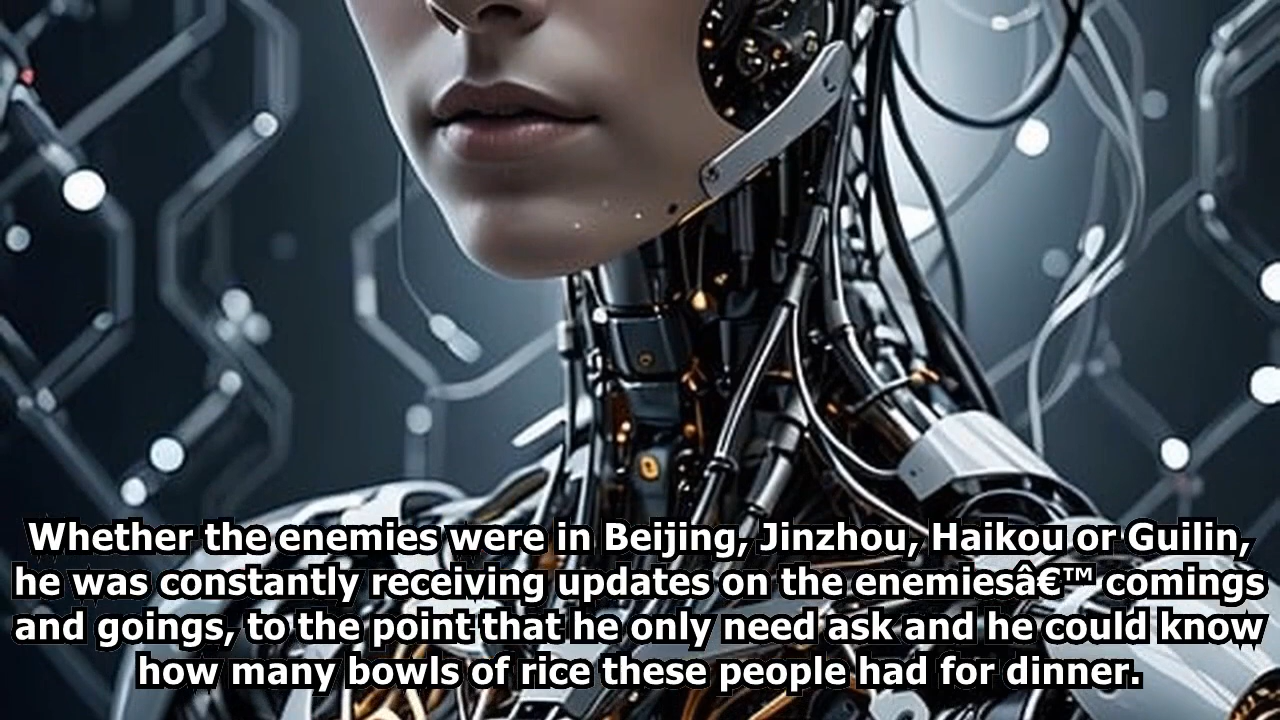 Whether the enemies were in Beijing, Jinzhou, Haikou or Guilin,
he was constantly receiving updates on the enemiesâ€™ comings
and goings, to the point that he only need ask and he could know
how many bowls of rice these people had for dinner.